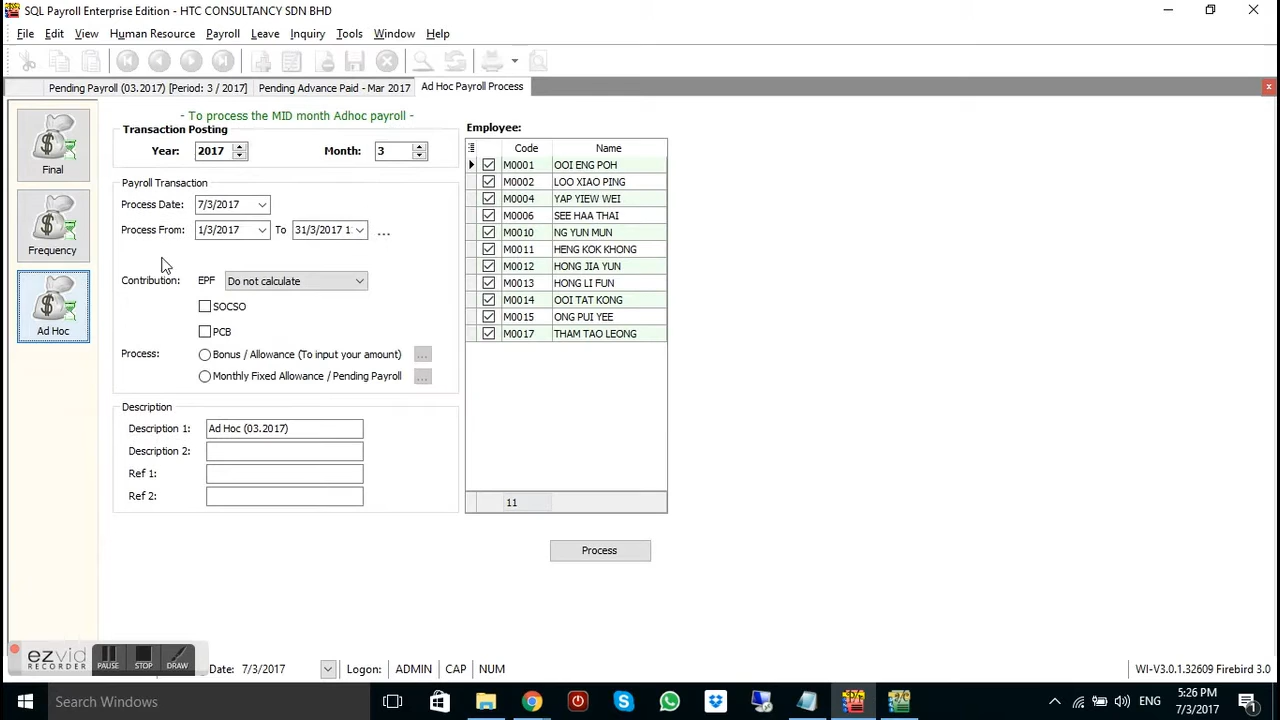 SQL Payroll Enterprise Edition - HTC CONSULTANCY SDN BHD
File Edit View Human Resource Payroll Leave Inquiry Tools Window Help
Pending Payroll (03.2017) [Period: 3 / 2017] Pending Advance Paid - Mar 2017 Ad Hoc Payroll Process
Final
Frequency
Ad Hoc
- To process the MID month Adhoc payroll -
Transaction Posting
Year: 2017 Month: 3
Payroll Transaction
Process Date: 7/3/2017
Process From: 1/3/2017 To 31/3/2017 1 ...
Contribution: EPF Do not calculate
SOCSO
PCB
Process: Bonus / Allowance (To input your amount) ...
Monthly Fixed Allowance / Pending Payroll ...
Description
Description 1: Ad Hoc (03.2017)
Description 2:
Ref 1:
Ref 2:
Employee:
Code Name
M0001 OOI ENG POH
M0002 LOO XIAO PING
M0004 YAP YIEW WEI
M0006 SEE HAA THAI
M0010 NG YUN MUN
M0011 HENG KOK KHONG
M0012 HONG JIA YUN
M0013 HONG LI FUN
M0014 OOI TAT KONG
M0015 ONG PUI YEE
M0017 THAM TAO LEONG
11
Process
ezvid
RECORDER
PAUSE STOP DRAW
Date: 7/3/2017 Logon: ADMIN CAP NUM WI-V3.0.1.32609 Firebird 3.0
Search Windows
ENG
5:26 PM
7/3/2017
1